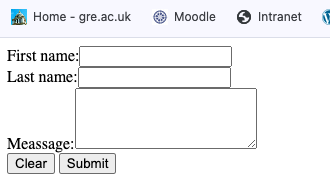 Home - gre.ac.uk Moodle Intranet
First name:
Last name:
Meassage:
Clear Submit